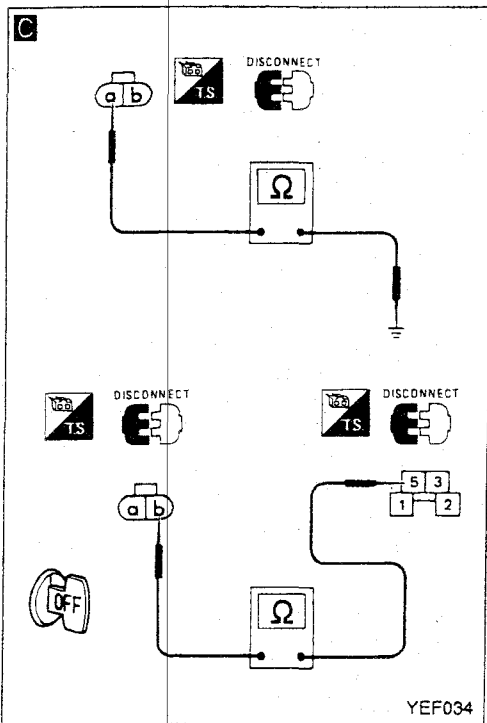 C
DISCONNECT
a b
T.S
Ω
DISCONNECT
T.S
DISCONNECT
T.S
5 3
1 2
a b
OFF
Ω
YEF034